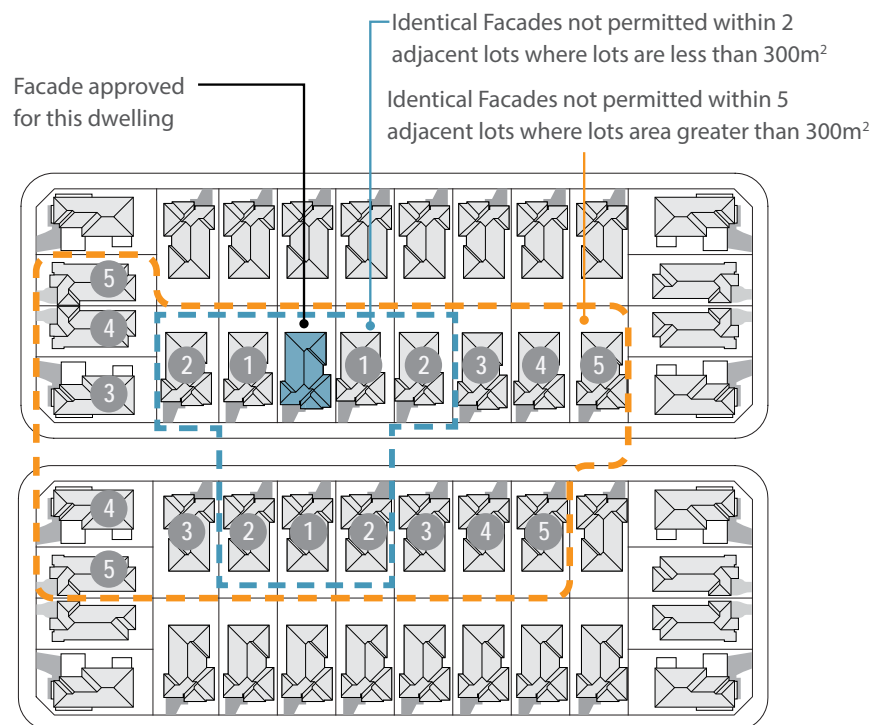 Identical Facades not permitted within 2
adjacent lots where lots are less than 300m²
Facade approved
for this dwelling
Identical Facades not permitted within 5
adjacent lots where lots area greater than 300m²
5
4
3
2 1 1 2 3 4 5
4
3 2 1 2 3 4 5
5